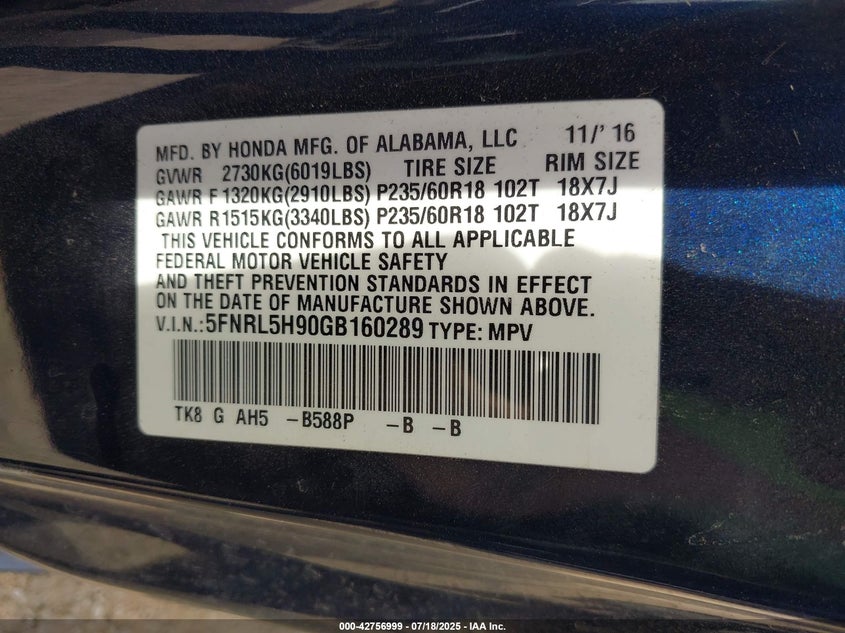 MFD. BY HONDA MFG. OF ALABAMA, LLC 11/'16
GVWR 2730KG(6019LBS) TIRE SIZE RIM SIZE
GAWR F 1320KG(2910LBS) P235/60R18 102T 18X7J
GAWR R 1515KG(3340LBS) P235/60R18 102T 18X7J
THIS VEHICLE CONFORMS TO ALL APPLICABLE
FEDERAL MOTOR VEHICLE SAFETY
AND THEFT PREVENTION STANDARDS IN EFFECT
ON THE DATE OF MANUFACTURE SHOWN ABOVE.
V.I.N.:5FNRL5H90GB160289 TYPE: MPV
TK8 G AH5 -B588P -B -B
000-42756999 - 07/18/2025 - IAA Inc.